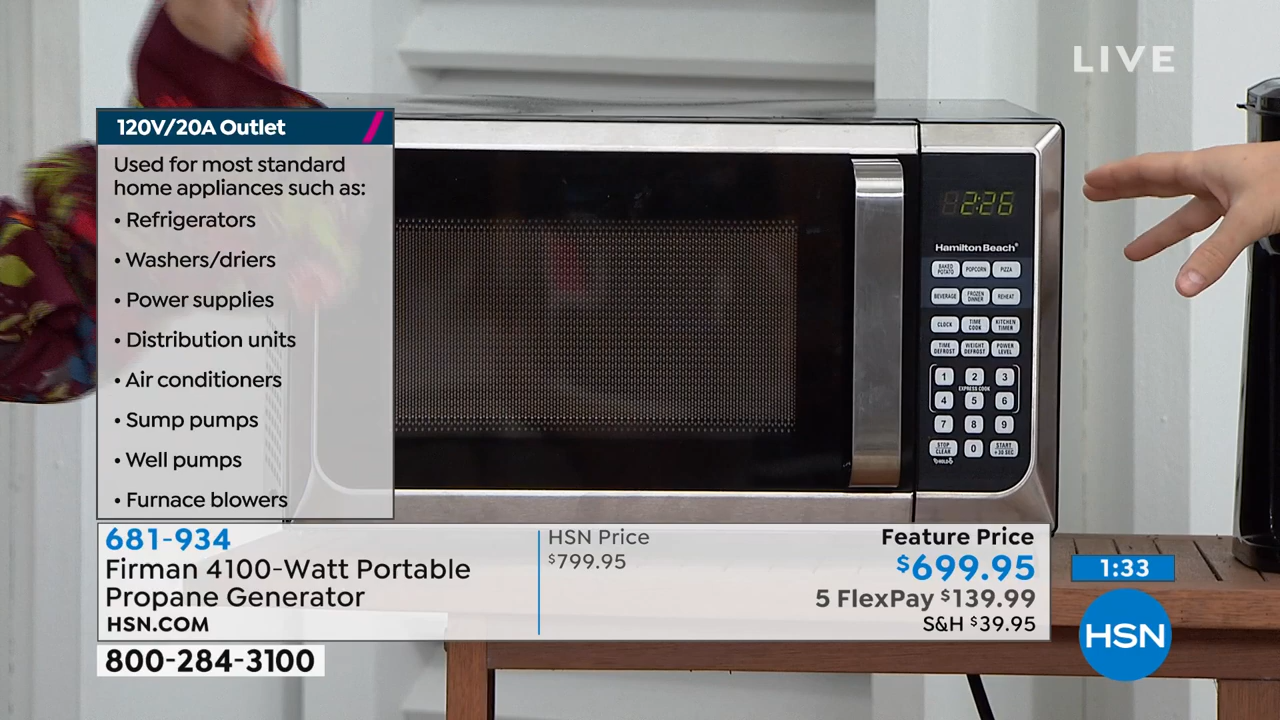 LIVE
120V/20A Outlet
Used for most standard
home appliances such as:
• Refrigerators
• Washers/driers
• Power supplies
• Distribution units
• Air conditioners
• Sump pumps
• Well pumps
• Furnace blowers
2:26
Hamilton Beach®
BAKED POTATO POPCORN PIZZA
BEVERAGE FROZEN DINNER REHEAT
CLOCK TIME COOK KITCHEN TIMER
TIME DEFROST WEIGHT DEFROST POWER LEVEL
1 2 3
EXPRESS COOK
4 5 6
7 8 9
STOP CLEAR 0 START +30 SEC
681-934
Firman 4100-Watt Portable
Propane Generator
HSN.COM
HSN Price
$799.95
Feature Price
$699.95
5 FlexPay $139.99
S&H $39.95
1:33
HSN
800-284-3100